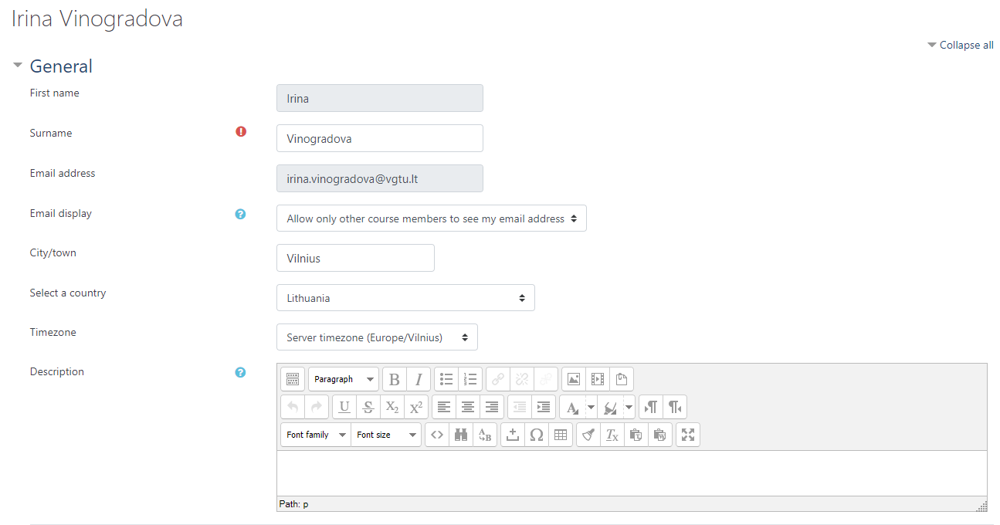 Irina Vinogradova
Collapse all
General
First name
Irina
Surname
Vinogradova
Email address
irina.vinogradova@vgtu.lt
Email display
Allow only other course members to see my email address
City/town
Vilnius
Select a country
Lithuania
Timezone
Server timezone (Europe/Vilnius)
Description
Paragraph
Font family Font size
Path: p